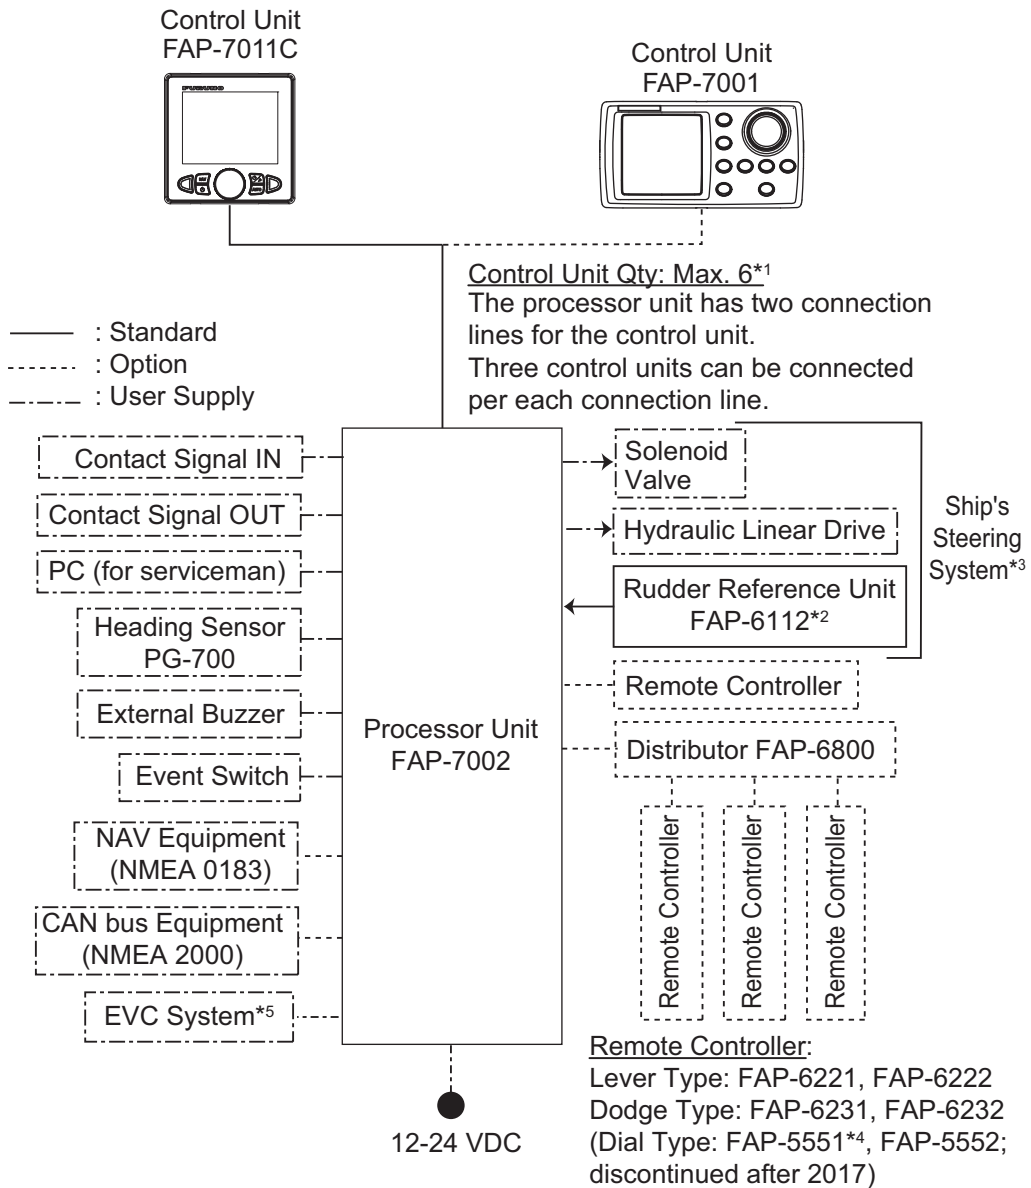 Control Unit
FAP-7011C
FURUNO
Control Unit
FAP-7001
Control Unit Qty: Max. 6*1
The processor unit has two connection
lines for the control unit.
Three control units can be connected
per each connection line.
: Standard
: Option
: User Supply
Contact Signal IN
Contact Signal OUT
PC (for serviceman)
Heading Sensor
PG-700
External Buzzer
Event Switch
NAV Equipment
(NMEA 0183)
CAN bus Equipment
(NMEA 2000)
EVC System*5
Processor Unit
FAP-7002
12-24 VDC
Solenoid
Valve
Hydraulic Linear Drive
Rudder Reference Unit
FAP-6112*2
Ship's
Steering
System*3
Remote Controller
Distributor FAP-6800
Remote Controller
Remote Controller
Remote Controller
Remote Controller:
Lever Type: FAP-6221, FAP-6222
Dodge Type: FAP-6231, FAP-6232
(Dial Type: FAP-5551*4, FAP-5552;
discontinued after 2017)